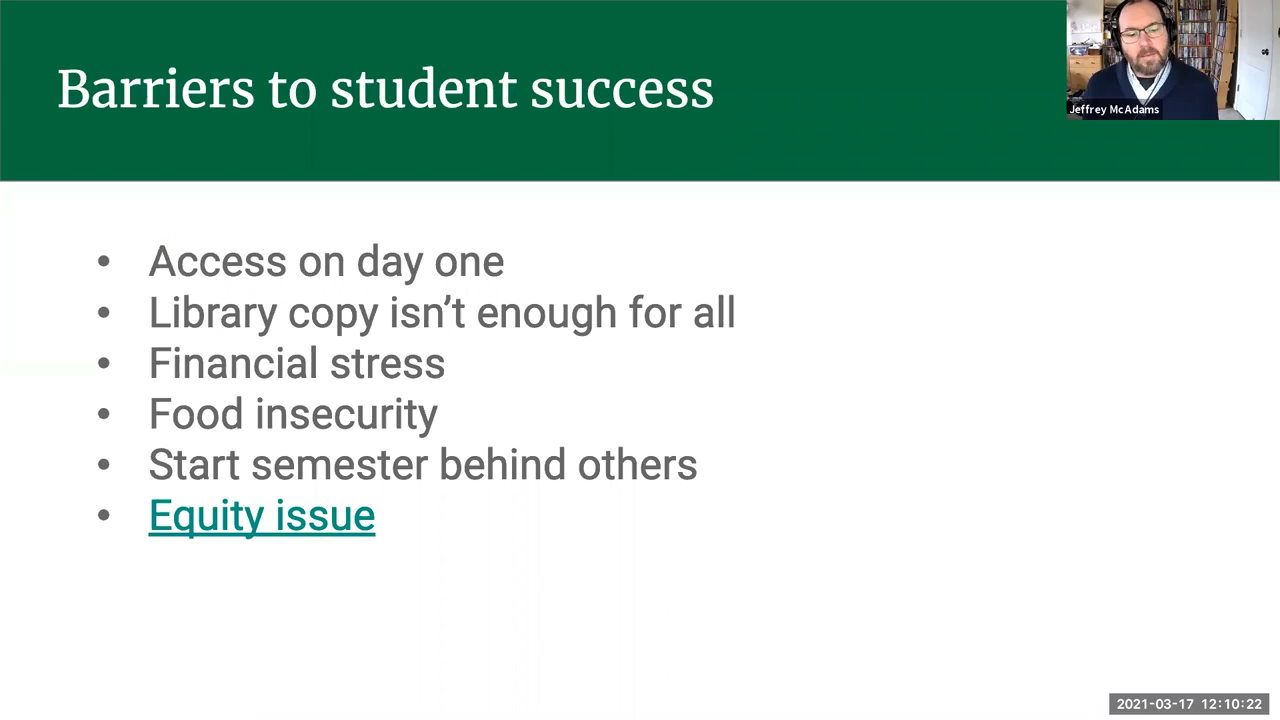 Barriers to student success
Jeffrey McAdams
• Access on day one
• Library copy isn’t enough for all
• Financial stress
• Food insecurity
• Start semester behind others
• Equity issue
2021-03-17 12:10:22